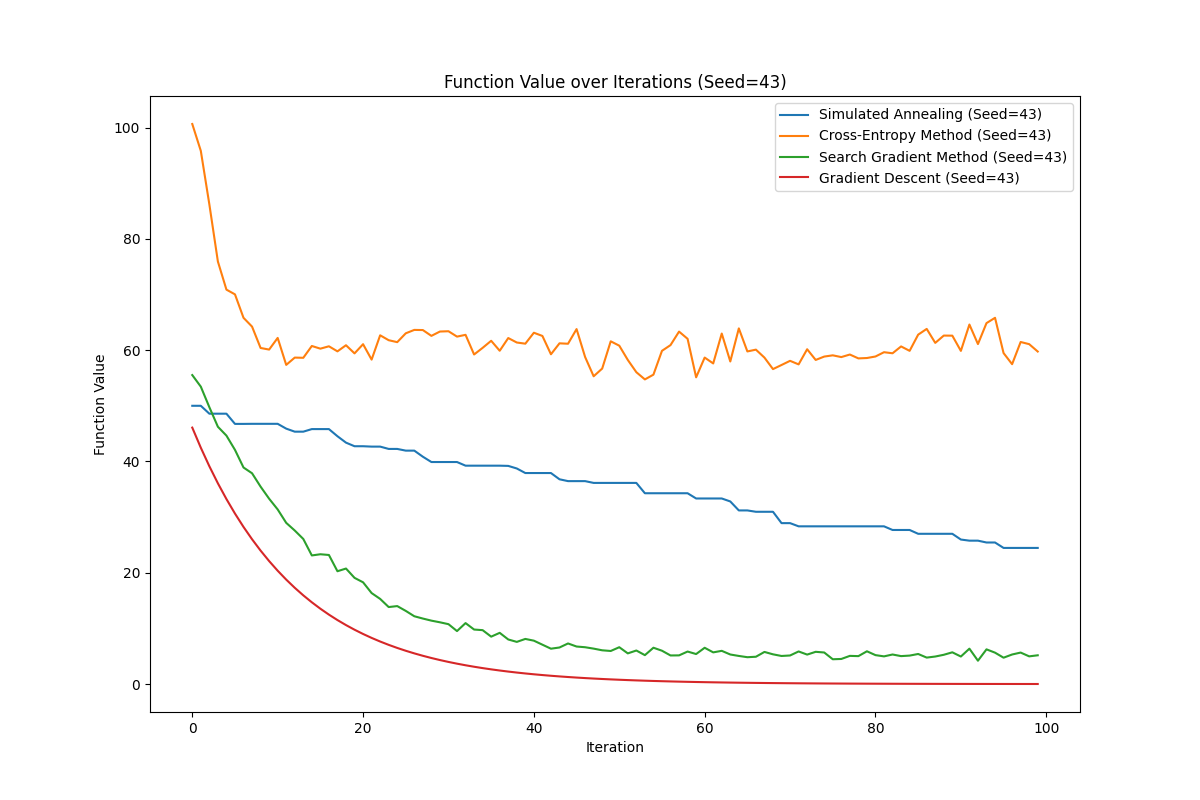 Function Value over Iterations (Seed=43)
Simulated Annealing (Seed=43)
Cross-Entropy Method (Seed=43)
Search Gradient Method (Seed=43)
Gradient Descent (Seed=43)
Function Value
100
80
60
40
20
0
0 20 40 60 80 100
Iteration